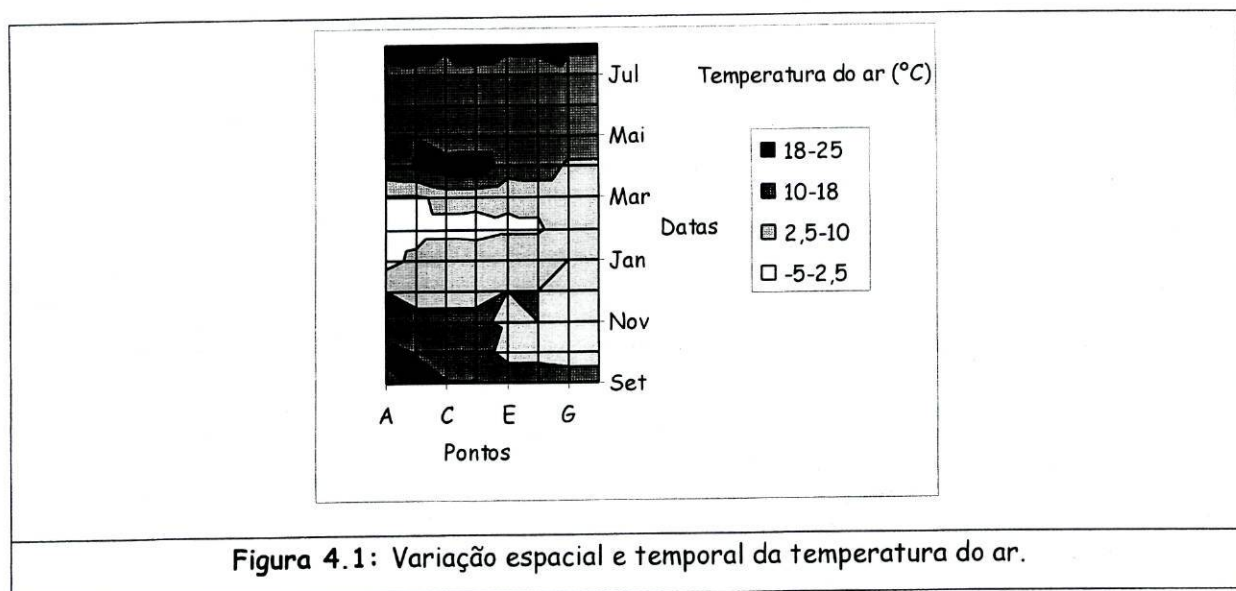 Temperatura do ar (ºC)
Jul
Mai
Mar
Jan
Nov
Set
Datas
18-25
10-18
2,5-10
-5-2,5
A C E G
Pontos
Figura 4.1: Variação espacial e temporal da temperatura do ar.